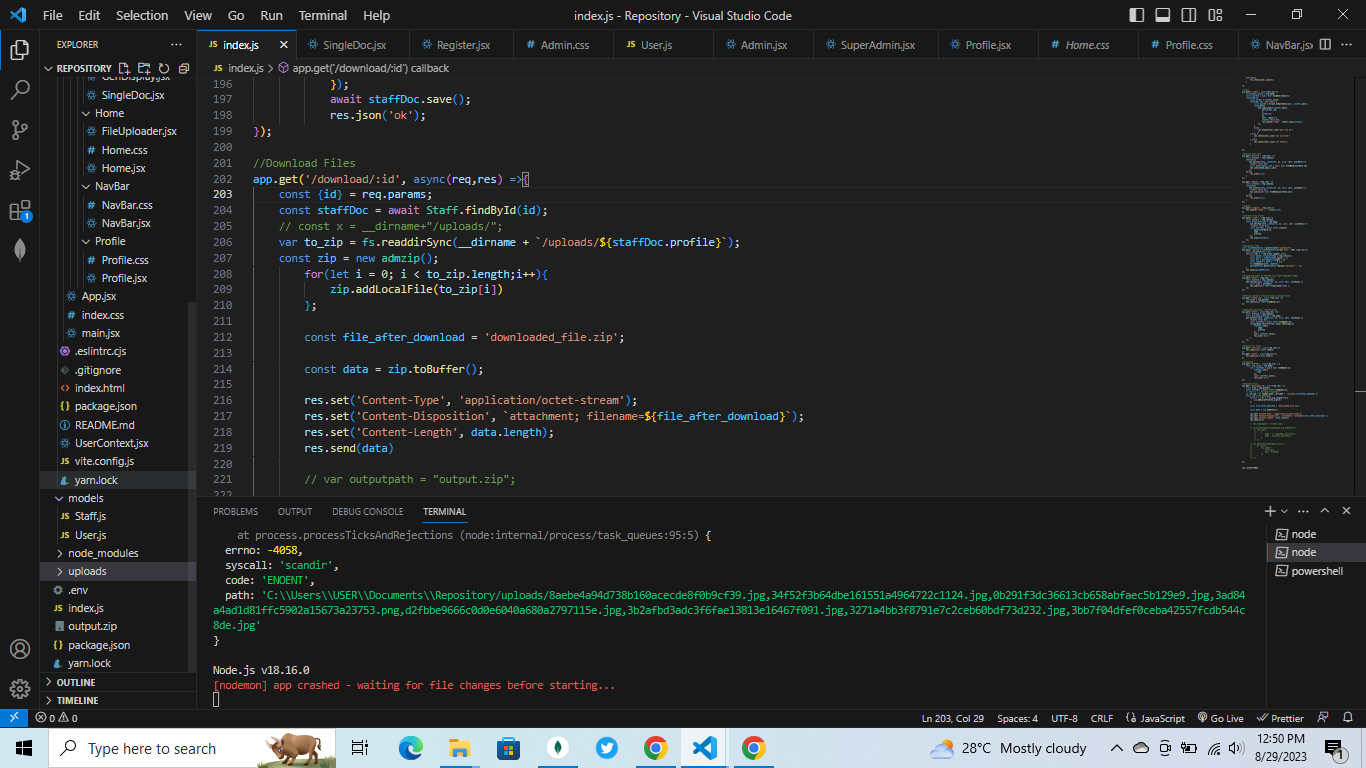 File Edit Selection View Go Run Terminal Help
index.js - Repository - Visual Studio Code
EXPLORER
index.js
SingleDoc.jsx
Register.jsx
Admin.css
User.js
Admin.jsx
SuperAdmin.jsx
Profile.jsx
Home.css
Profile.css
NavBar.jsx
REPOSITORY
GenDisplay.jsx
SingleDoc.jsx
Home
FileUploader.jsx
Home.css
Home.jsx
NavBar
NavBar.css
NavBar.jsx
Profile
Profile.css
Profile.jsx
App.jsx
index.css
main.jsx
.eslintrc.cjs
.gitignore
index.html
package.json
README.md
UserContext.jsx
vite.config.js
yarn.lock
models
Staff.js
User.js
node_modules
uploads
.env
index.js
output.zip
package.json
yarn.lock
OUTLINE
TIMELINE
index.js > app.get('/download/:id') callback
196 });
197 await staffDoc.save();
198 res.json('ok');
199 });
200
201 //Download Files
202 app.get('/download/:id', async(req,res) =>{
203 const {id} = req.params;
204 const staffDoc = await Staff.findById(id);
205 // const x = __dirname+"/uploads/";
206 var to_zip = fs.readdirSync(__dirname + `/uploads/${staffDoc.profile}`);
207 const zip = new admzip();
208 for(let i = 0; i < to_zip.length;i++){
209 zip.addLocalFile(to_zip[i])
210 };
211
212 const file_after_download = 'downloaded_file.zip';
213
214 const data = zip.toBuffer();
215
216 res.set('Content-Type', 'application/octet-stream');
217 res.set('Content-Disposition', `attachment; filename=${file_after_download}`);
218 res.set('Content-Length', data.length);
219 res.send(data)
220
221 // var outputpath = "output.zip";
222
PROBLEMS OUTPUT DEBUG CONSOLE TERMINAL
at process.processTicksAndRejections (node:internal/process/task_queues:95:5) {
errno: -4058,
syscall: 'scandir',
code: 'ENOENT',
path: 'C:\\Users\\USER\\Documents\\Repository/uploads/8aebe4a94d738b160acecde8f0b9cf39.jpg,34f52f3b64dbe161551a4964722c1124.jpg,0b291f3dc36613cb658abfaec5b129e9.jpg,3ad84
a4ad1d81ffc5902a15673a23753.png,d2fbbe9666c0d0e6040a680a2797115e.jpg,3b2afbd3adc3f6fae13813e16467f091.jpg,3271a4bb3f8791e7c2ceb60bdf73d232.jpg,3bb7f04dfef0ceba42557fcdb544c
8de.jpg'
}
Node.js v18.16.0
[nodemon] app crashed - waiting for file changes before starting...
node
node
powershell
1
0 0
Ln 203, Col 29
Spaces: 4
UTF-8
CRLF
JavaScript
Go Live
Prettier
Type here to search
28°C Mostly cloudy
12:50 PM
8/29/2023
1